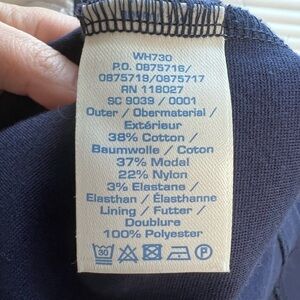 WH730
P.O. 0875716/
0875719/0875717
RN 118027
SC 9039 / 0001
Outer / Obermaterial /
Extérieur
38% Cotton /
Baumwolle / Coton
37% Modal
22% Nylon
3% Elastane /
Elasthan / Élasthanne
Lining / Futter /
Doublure
100% Polyester
30 P